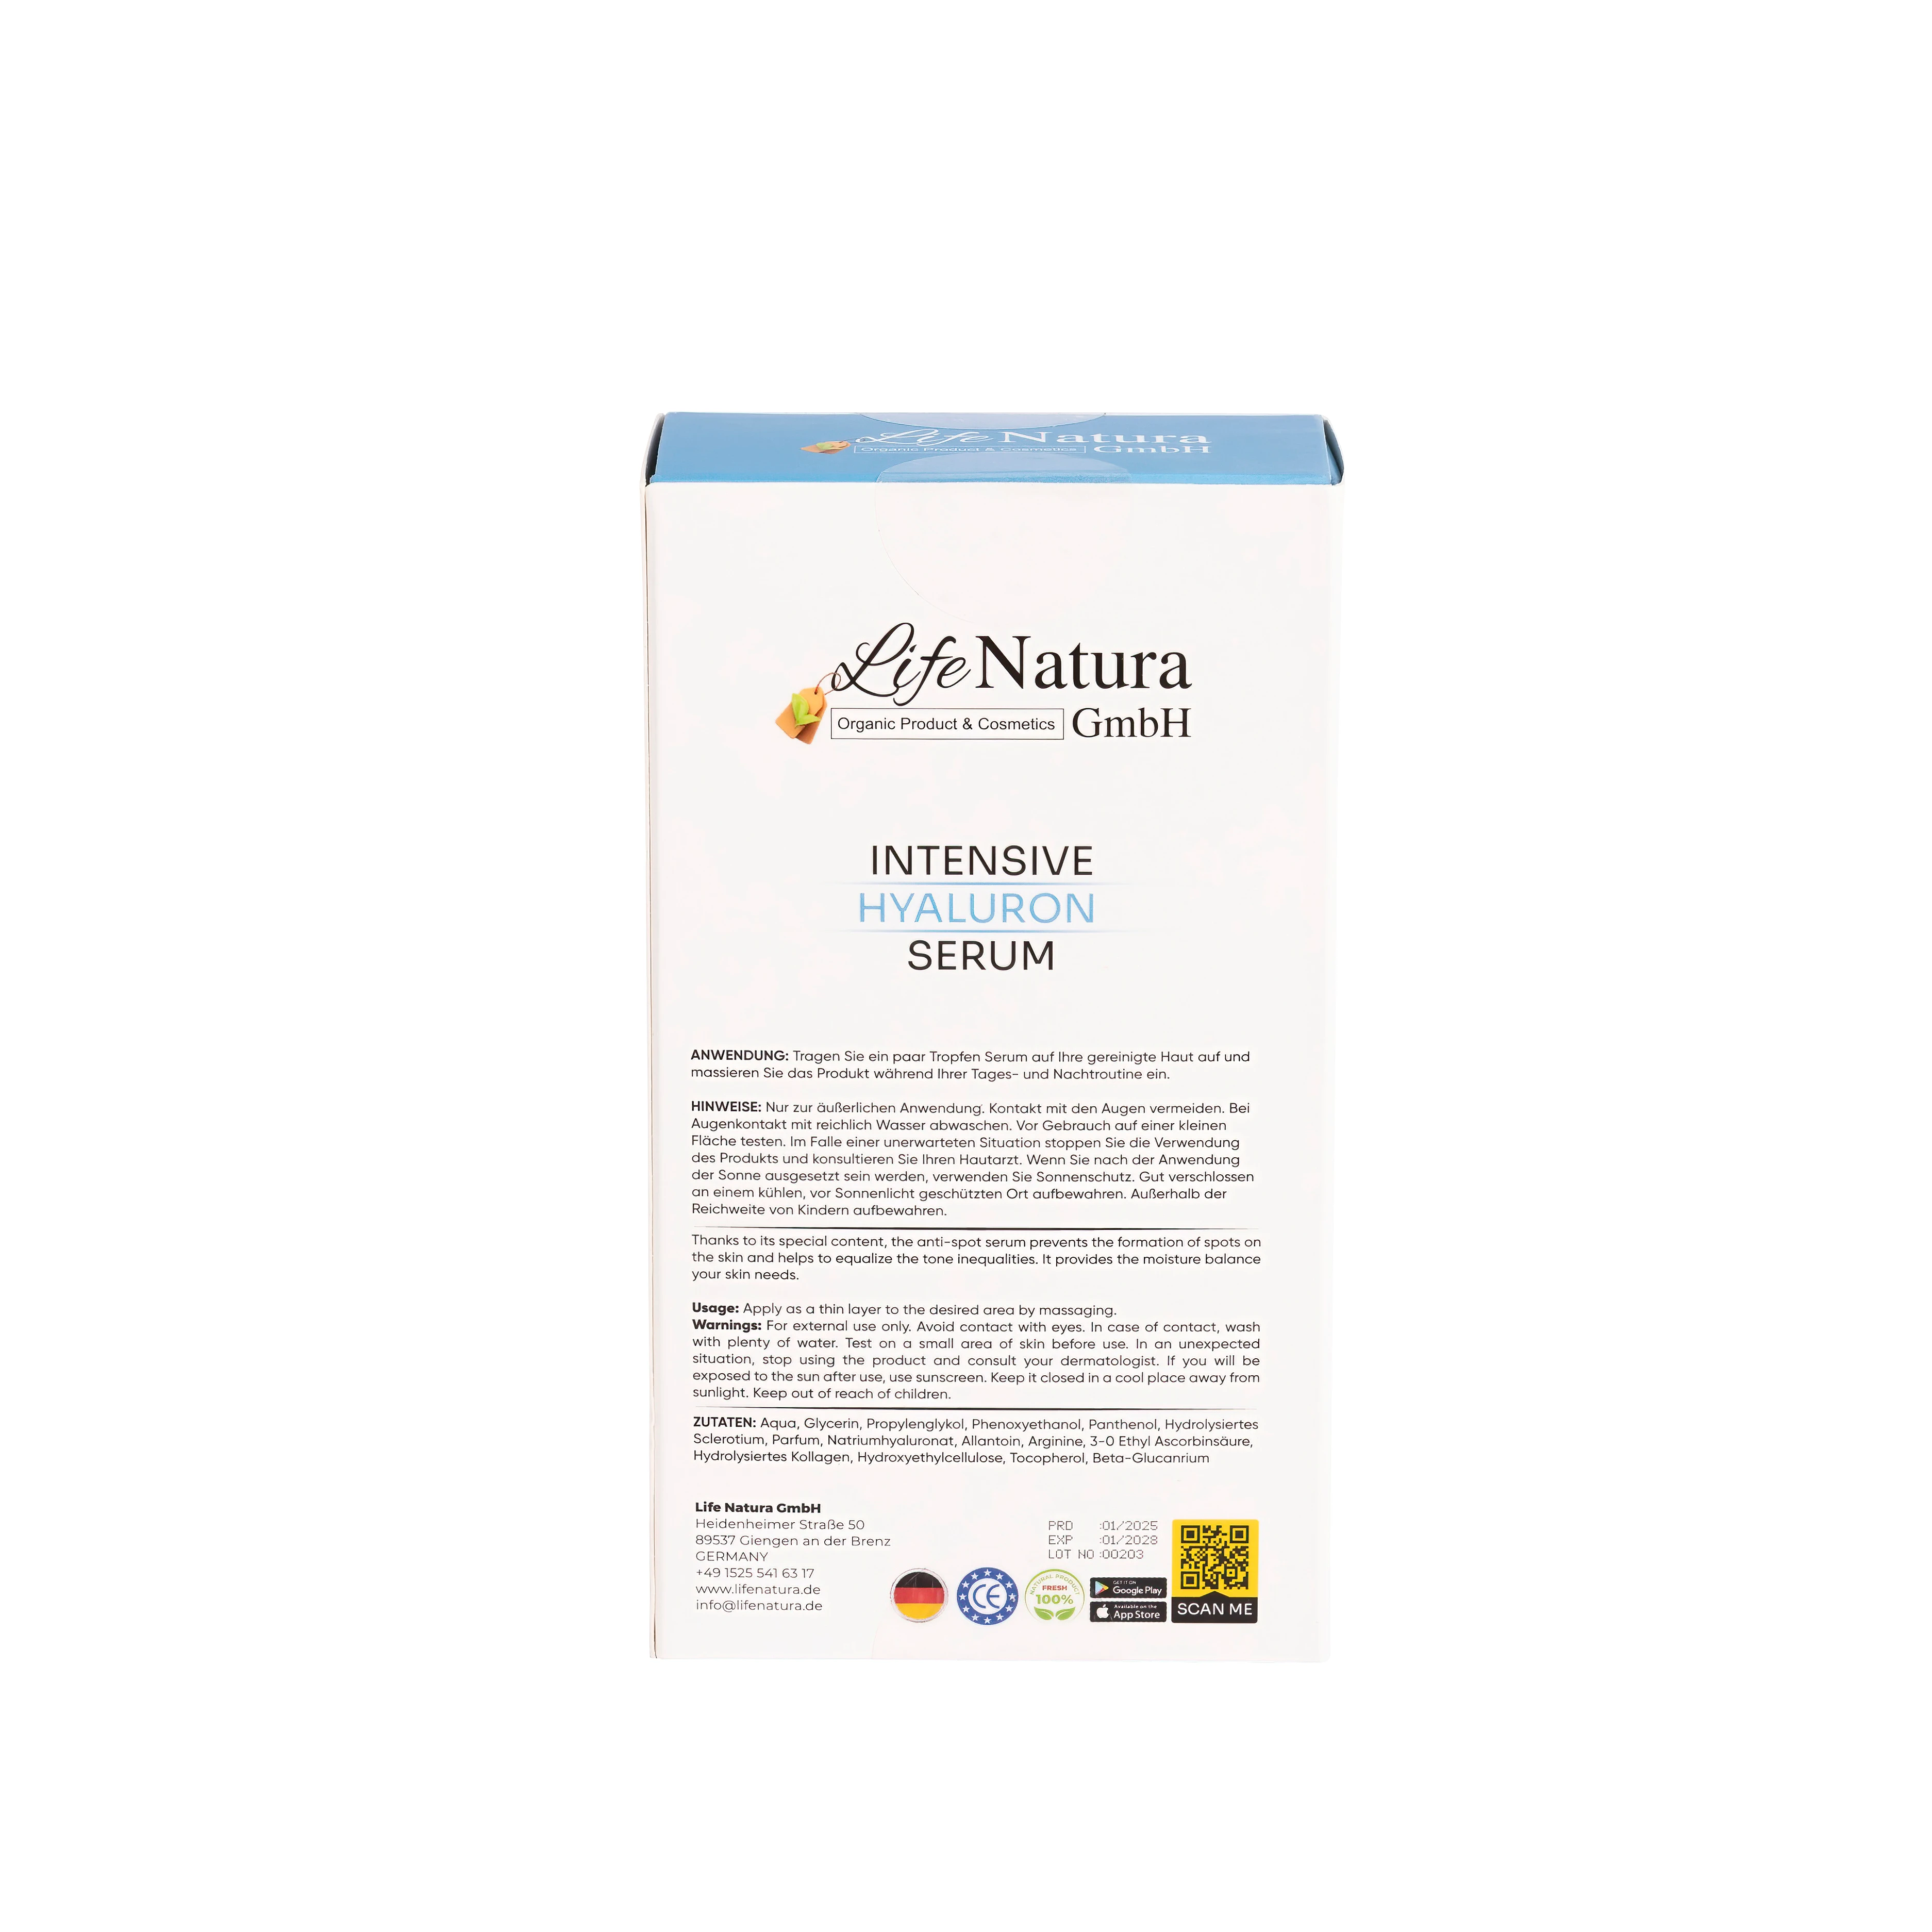 Life Natura
Organic Product & Cosmetics GmbH
Life Natura
Organic Product & Cosmetics GmbH
INTENSIVE
HYALURON
SERUM
ANWENDUNG: Tragen Sie ein paar Tropfen Serum auf Ihre gereinigte Haut auf und
massieren Sie das Produkt während Ihrer Tages- und Nachtroutine ein.
HINWEISE: Nur zur äußerlichen Anwendung. Kontakt mit den Augen vermeiden. Bei
Augenkontakt mit reichlich Wasser abwaschen. Vor Gebrauch auf einer kleinen
Fläche testen. Im Falle einer unerwarteten Situation stoppen Sie die Verwendung
des Produkts und konsultieren Sie Ihren Hautarzt. Wenn Sie nach der Anwendung
der Sonne ausgesetzt sein werden, verwenden Sie Sonnenschutz. Gut verschlossen
an einem kühlen, vor Sonnenlicht geschützten Ort aufbewahren. Außerhalb der
Reichweite von Kindern aufbewahren.
Thanks to its special content, the anti-spot serum prevents the formation of spots on
the skin and helps to equalize the tone inequalities. It provides the moisture balance
your skin needs.
Usage: Apply as a thin layer to the desired area by massaging.
Warnings: For external use only. Avoid contact with eyes. In case of contact, wash
with plenty of water. Test on a small area of skin before use. In an unexpected
situation, stop using the product and consult your dermatologist. If you will be
exposed to the sun after use, use sunscreen. Keep it closed in a cool place away from
sunlight. Keep out of reach of children.
ZUTATEN: Aqua, Glycerin, Propylenglykol, Phenoxyethanol, Panthenol, Hydrolysiertes
Sclerotium, Parfum, Natriumhyaluronat, Allantoin, Arginine, 3-0 Ethyl Ascorbinsäure,
Hydrolysiertes Kollagen, Hydroxyethylcellulose, Tocopherol, Beta-Glucanrium
Life Natura GmbH
Heidenheimer Straße 50
89537 Giengen an der Brenz
GERMANY
+49 1525 541 63 17
www.lifenatura.de
info@lifenatura.de
PRD :01/2025
EXP :01/2028
LOT NO :00203
CE
NATURAL PRODUCT
FRESH
100%
GET IT ON
Google Play
Available on the
App Store
SCAN ME